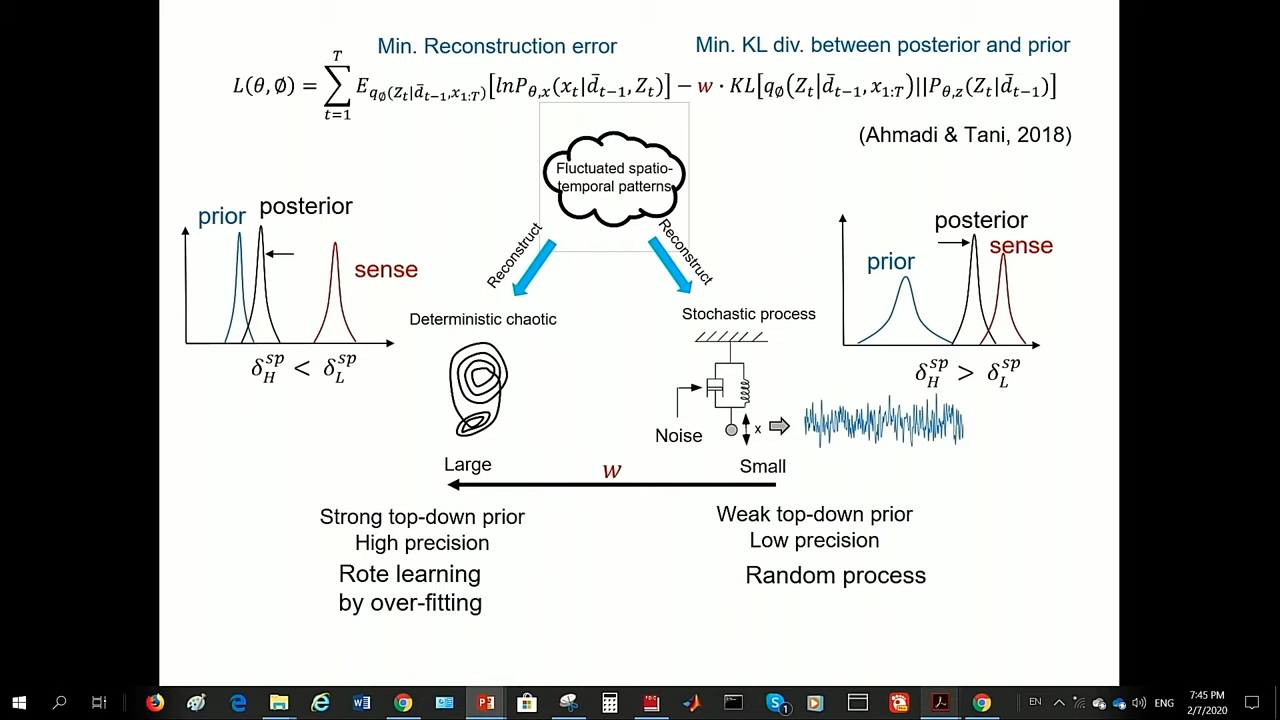 Min. Reconstruction error
Min. KL div. between posterior and prior
L(θ,∅) = ∑_{t=1}^{T} E_{q_∅(Z_t|d̄_{t-1},x_{1:T})}[lnP_{θ,x}(x_t|d̄_{t-1}, Z_t)] − w · KL[q_∅(Z_t|d̄_{t-1}, x_{1:T})||P_{θ,z}(Z_t|d̄_{t-1})]
(Ahmadi & Tani, 2018)
Fluctuated spatio-
temporal patterns
Reconstruct
Reconstruct
prior
posterior
sense
δ_H^{sp} < δ_L^{sp}
prior
posterior
sense
δ_H^{sp} > δ_L^{sp}
Deterministic chaotic
Stochastic process
Noise
x
Large
w
Small
Strong top-down prior
High precision
Rote learning
by over-fitting
Weak top-down prior
Low precision
Random process
EN
ENG
7:45 PM
2/7/2020